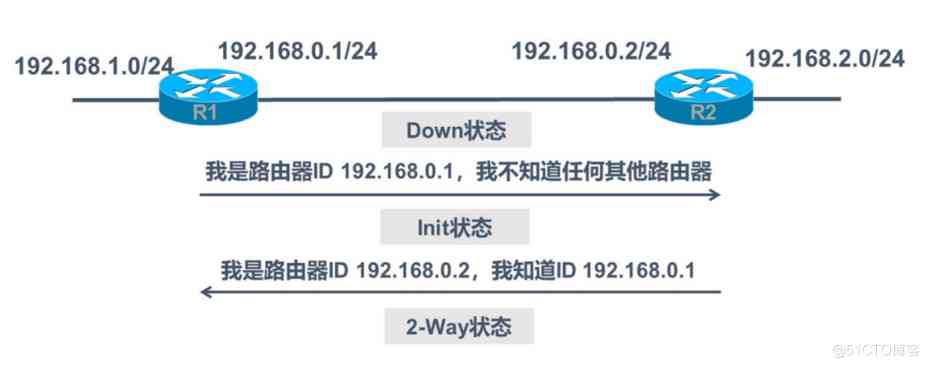 192.168.1.0/24
192.168.0.1/24
192.168.0.2/24
192.168.2.0/24
R1
R2
Down状态
我是路由器ID 192.168.0.1，我不知道任何其他路由器
Init状态
我是路由器ID 192.168.0.2，我知道ID 192.168.0.1
2-Way状态
@51CTO博客